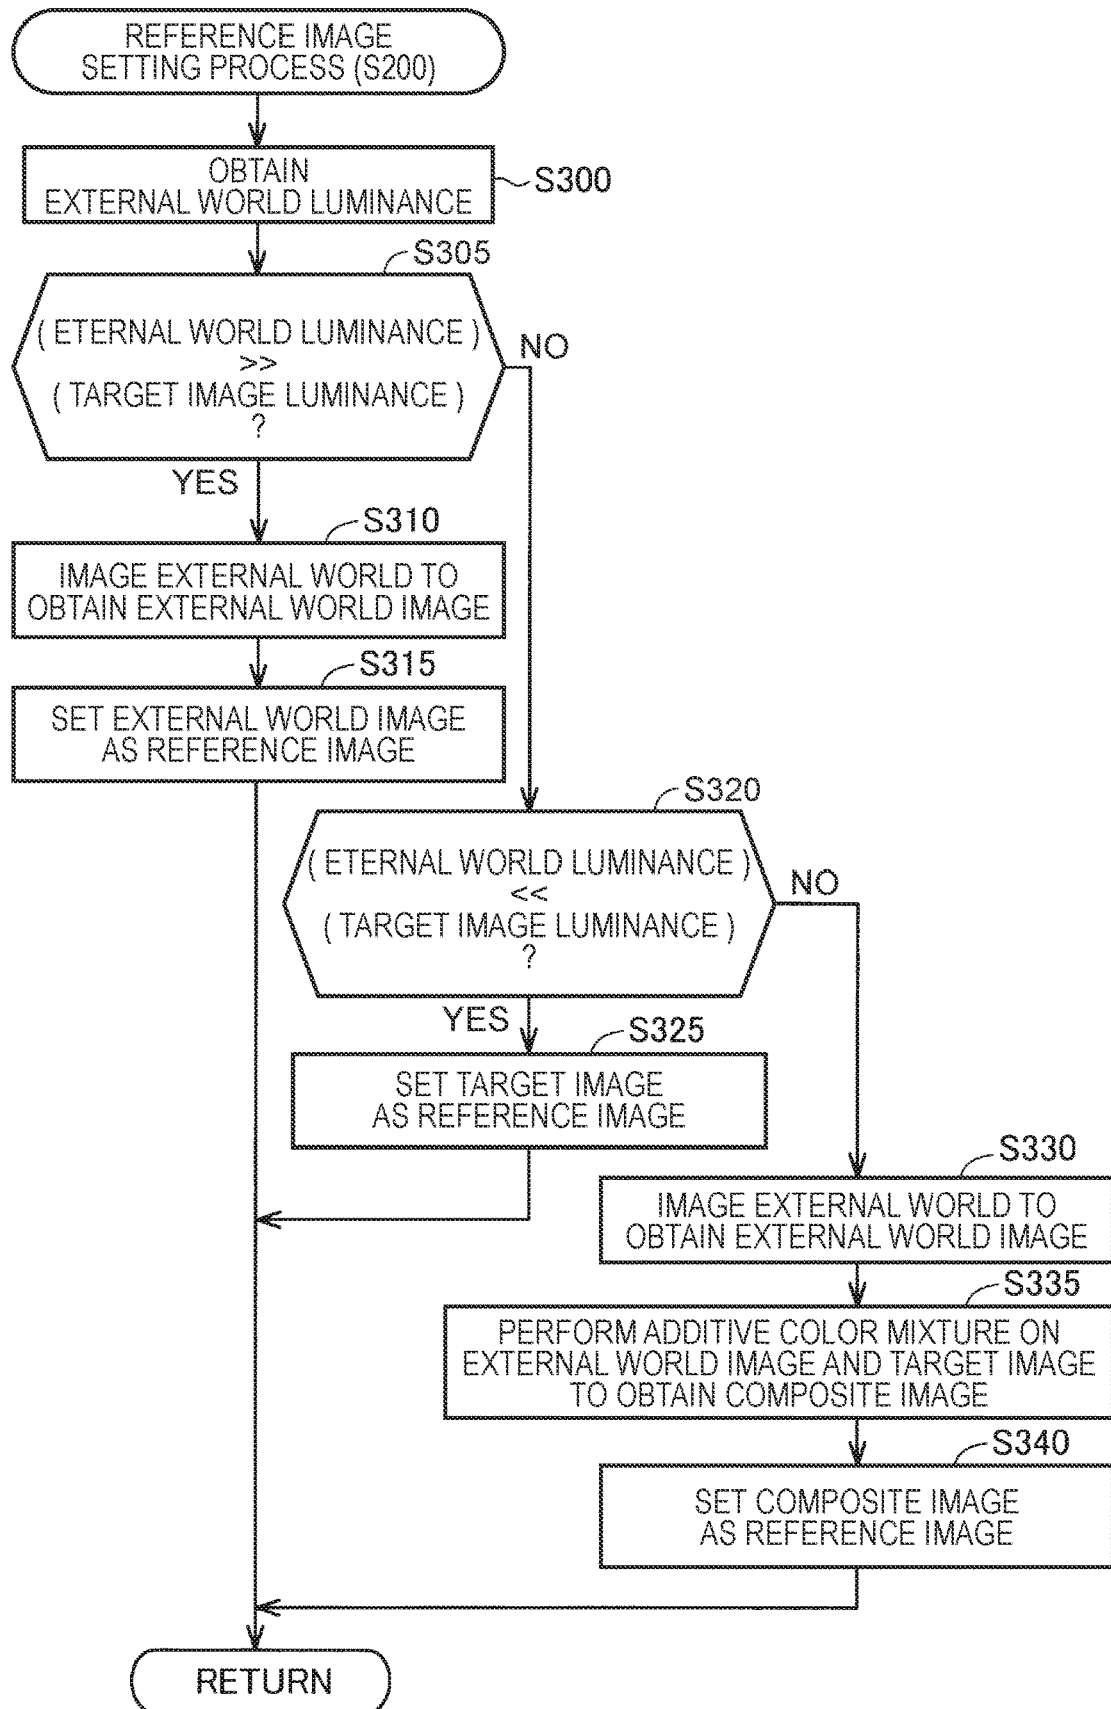 REFERENCE IMAGE
SETTING PROCESS (S200)
OBTAIN
EXTERNAL WORLD LUMINANCE
S300
S305
( ETERNAL WORLD LUMINANCE )
>>
( TARGET IMAGE LUMINANCE )
?
NO
YES
S310
IMAGE EXTERNAL WORLD TO
OBTAIN EXTERNAL WORLD IMAGE
S315
SET EXTERNAL WORLD IMAGE
AS REFERENCE IMAGE
S320
( ETERNAL WORLD LUMINANCE )
<<
( TARGET IMAGE LUMINANCE )
?
NO
YES
S325
SET TARGET IMAGE
AS REFERENCE IMAGE
S330
IMAGE EXTERNAL WORLD TO
OBTAIN EXTERNAL WORLD IMAGE
S335
PERFORM ADDITIVE COLOR MIXTURE ON
EXTERNAL WORLD IMAGE AND TARGET IMAGE
TO OBTAIN COMPOSITE IMAGE
S340
SET COMPOSITE IMAGE
AS REFERENCE IMAGE
RETURN